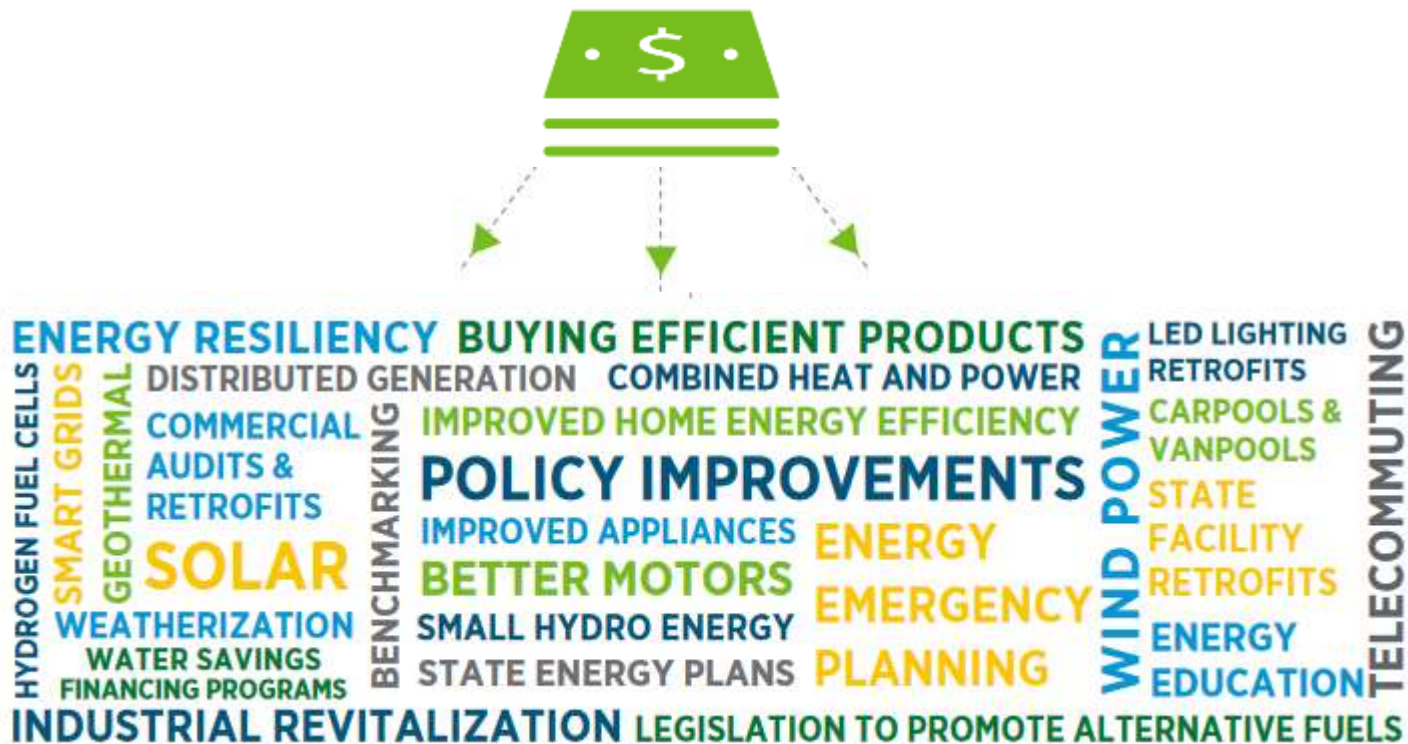 $
ENERGY RESILIENCY
BUYING EFFICIENT PRODUCTS
HYDROGEN FUEL CELLS
SMART GRIDS
GEOTHERMAL
DISTRIBUTED GENERATION
COMBINED HEAT AND POWER
COMMERCIAL
AUDITS &
RETROFITS
SOLAR
WEATHERIZATION
WATER SAVINGS
FINANCING PROGRAMS
BENCHMARKING
IMPROVED HOME ENERGY EFFICIENCY
POLICY IMPROVEMENTS
IMPROVED APPLIANCES
BETTER MOTORS
SMALL HYDRO ENERGY
STATE ENERGY PLANS
ENERGY
EMERGENCY
PLANNING
WIND POWER
LED LIGHTING
RETROFITS
CARPOOLS &
VANPOOLS
STATE
FACILITY
RETROFITS
ENERGY
EDUCATION
TELECOMMUTING
INDUSTRIAL REVITALIZATION
LEGISLATION TO PROMOTE ALTERNATIVE FUELS